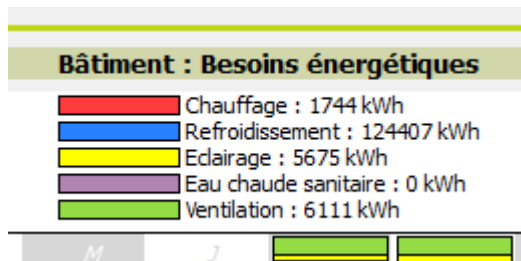 Bâtiment : Besoins énergétiques
Chauffage : 1744 kWh
Refroidissement : 124407 kWh
Eclairage : 5675 kWh
Eau chaude sanitaire : 0 kWh
Ventilation : 6111 kWh
M J